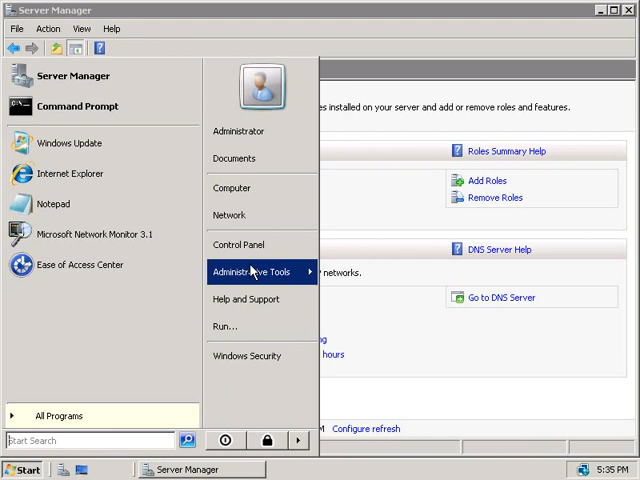 Server Manager
File Action View Help
Server Manager
Command Prompt
Windows Update
Internet Explorer
Notepad
Microsoft Network Monitor 3.1
Ease of Access Center
All Programs
Start Search
Administrator
Documents
Computer
Network
Control Panel
Administrative Tools
Help and Support
Run...
Windows Security
installed on your server and add or remove roles and features.
Roles Summary Help
Add Roles
Remove Roles
DNS Server Help
networks.
Go to DNS Server
hours
Configure refresh
Start
Server Manager
5:35 PM